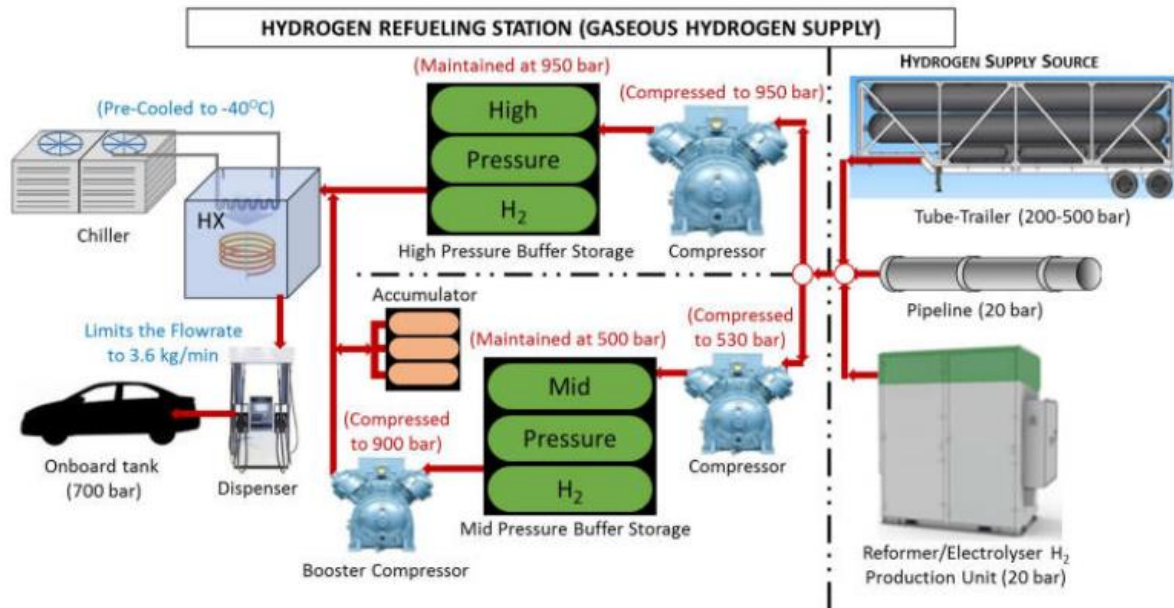 HYDROGEN REFUELING STATION (GASEOUS HYDROGEN SUPPLY)
HYDROGEN SUPPLY SOURCE
(Maintained at 950 bar)
(Compressed to 950 bar)
(Pre-Cooled to -40°C)
High
Pressure
H₂
High Pressure Buffer Storage
Compressor
Tube-Trailer (200-500 bar)
Chiller
HX
Accumulator
Pipeline (20 bar)
Limits the Flowrate
to 3.6 kg/min
(Maintained at 500 bar)
(Compressed
to 530 bar)
Mid
Pressure
H₂
Mid Pressure Buffer Storage
Compressor
(Compressed
to 900 bar)
Booster Compressor
Onboard tank
(700 bar)
Dispenser
Reformer/Electrolyser H₂
Production Unit (20 bar)